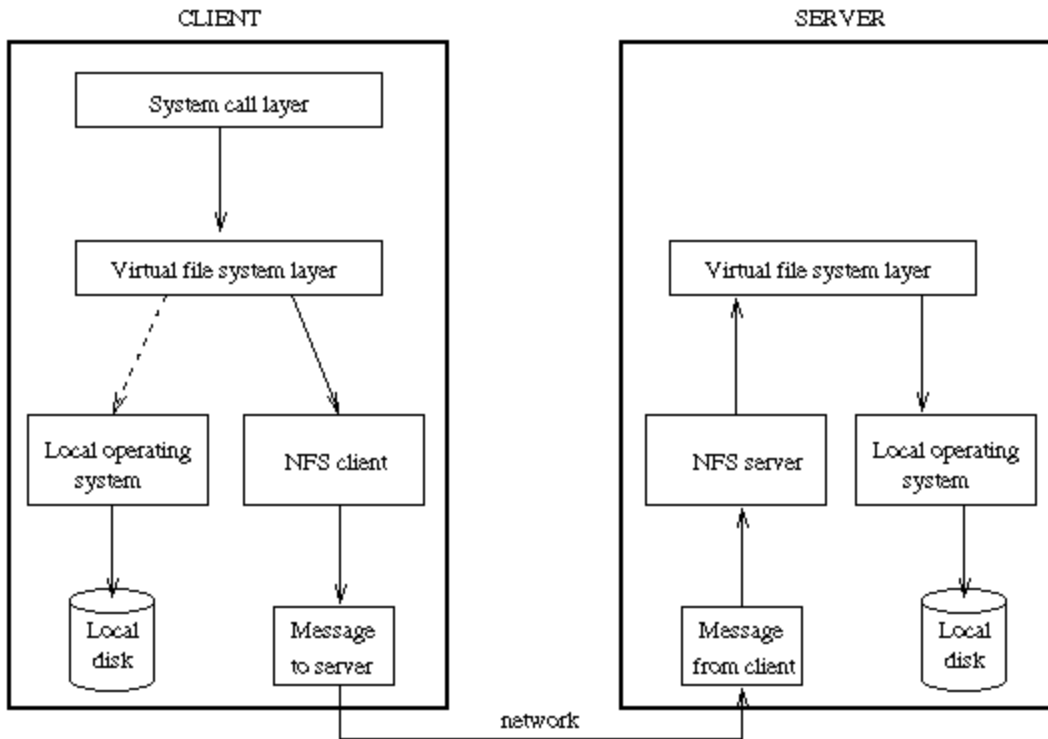 CLIENT
System call layer
Virtual file system layer
Local operating
system
NFS client
Local
disk
Message
to server
network
SERVER
Virtual file system layer
NFS server
Local operating
system
Message
from client
Local
disk